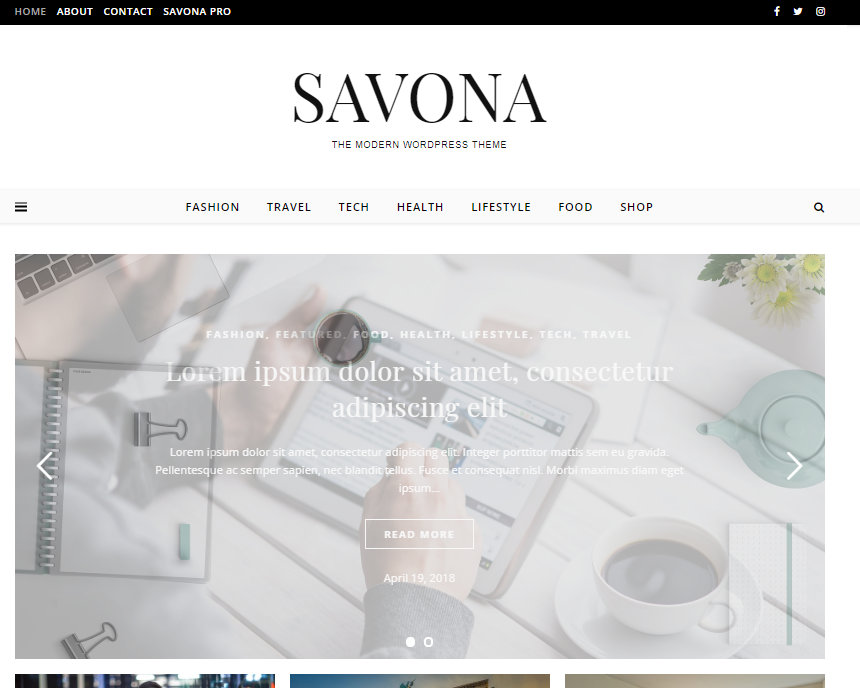 HOME ABOUT CONTACT SAVONA PRO
SAVONA
THE MODERN WORDPRESS THEME
FASHION TRAVEL TECH HEALTH LIFESTYLE FOOD SHOP
FASHION, FEATURED, FOOD, HEALTH, LIFESTYLE, TECH, TRAVEL
Lorem ipsum dolor sit amet, consectetur
adipiscing elit
Lorem ipsum dolor sit amet, consectetur adipiscing elit. Integer porttitor mattis sem eu gravida.
Pellentesque ac semper sapien, nec blandit tellus. Fusce et consequat nisl. Morbi maximus diam eget
ipsum...
READ MORE
April 19, 2018